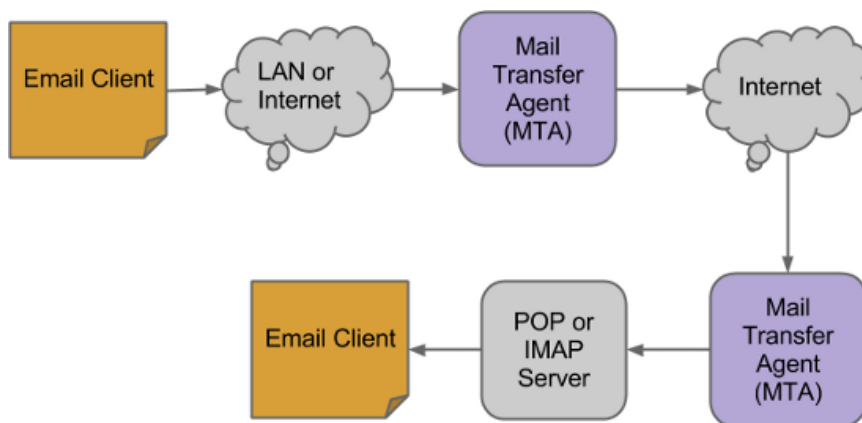 Email Client
LAN or
Internet
Mail
Transfer
Agent
(MTA)
Internet
Mail
Transfer
Agent
(MTA)
POP or
IMAP
Server
Email Client